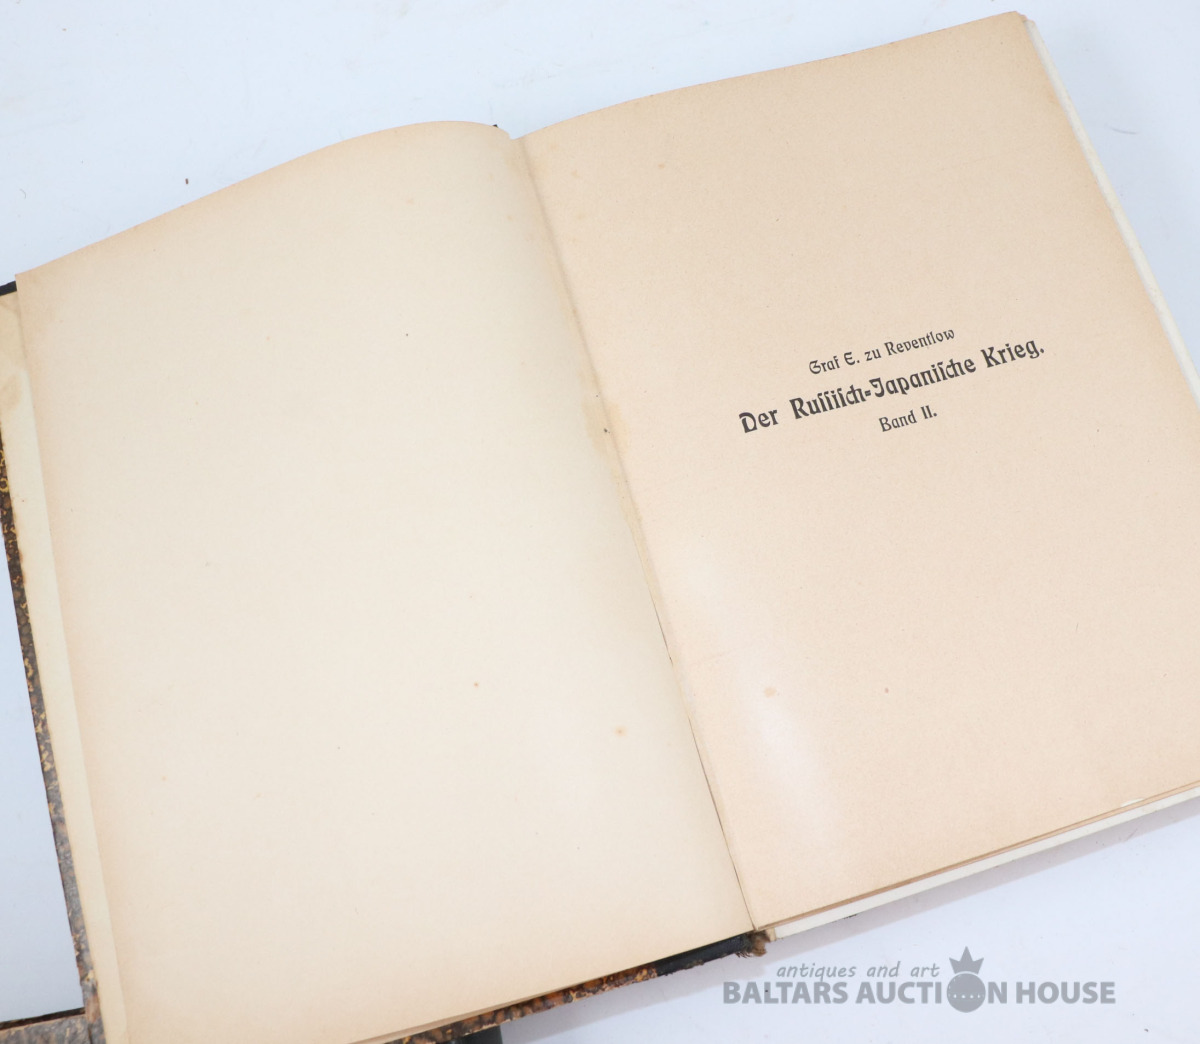 Graf E. zu Reventlow
Der Ruſſiſch-Japaniſche Krieg.
Band II.
antiques and art
BALTARS AUCTION HOUSE